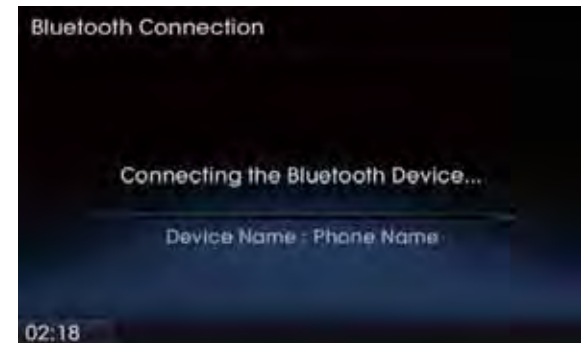 Bluetooth Connection
Connecting the Bluetooth Device...
Device Name : Phone Name
02:18